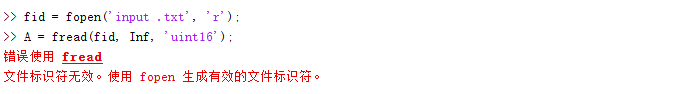 >> fid = fopen('input .txt', 'r');
>> A = fread(fid, Inf, 'uint16');
错误使用 fread
文件标识符无效。使用 fopen 生成有效的文件标识符。